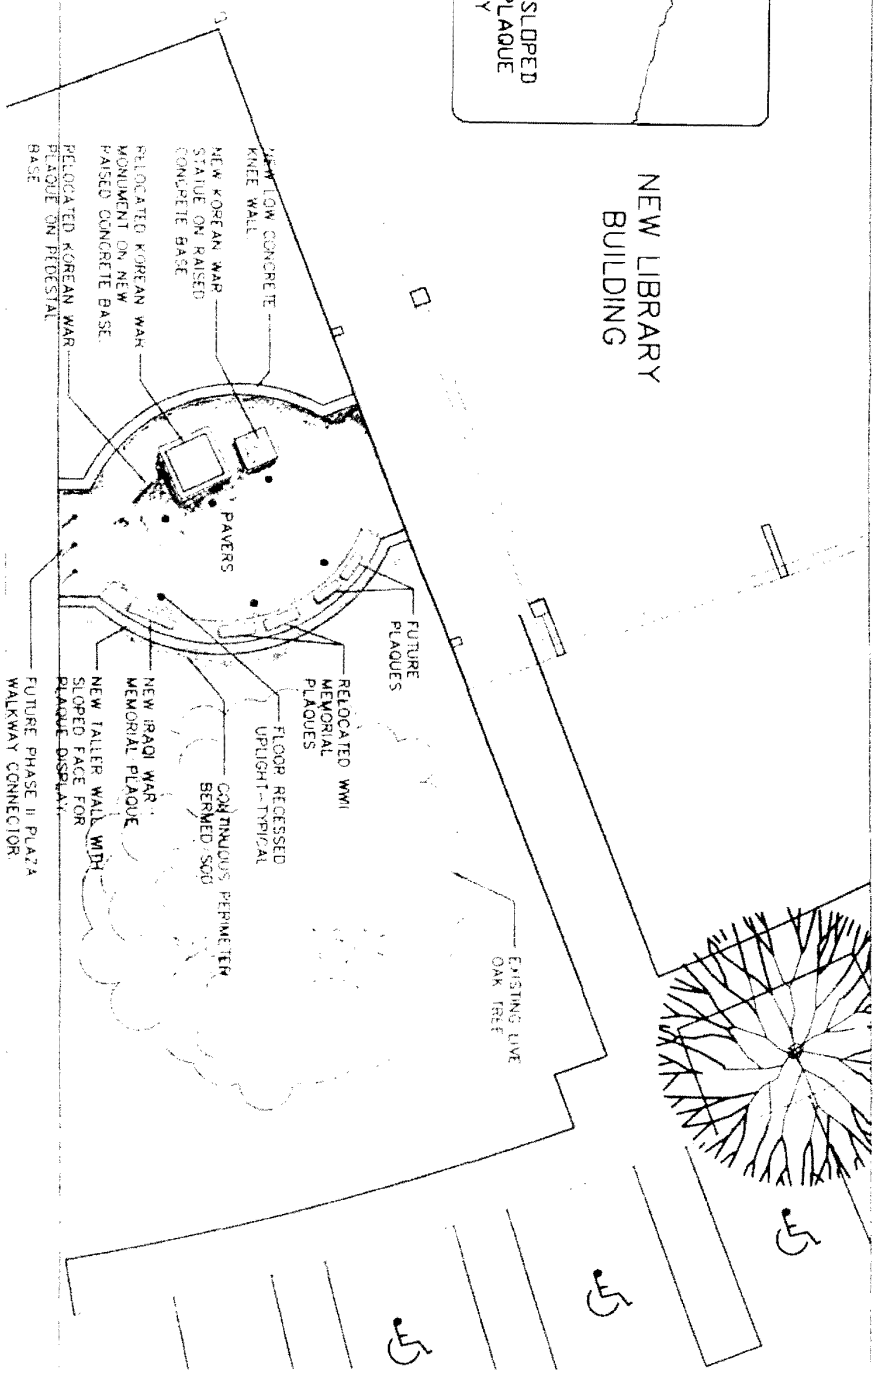 SLOPED
PLAQUE
Y
NEW LIBRARY
BUILDING
NEW LOW CONCRETE
KNEE WALL
NEW KOREAN WAR
STATUE ON RAISED
CONCRETE BASE
RELOCATED KOREAN WAR
MONUMENT ON NEW
RAISED CONCRETE BASE
RELOCATED KOREAN WAR
PLAQUE ON PEDESTAL
BASE
PAVERS
FUTURE
PLAQUES
RELOCATED WWII
MEMORIAL
PLAQUES
FLOOR RECESSED
UPLIGHT-TYPICAL
CONTINUOUS PERIMETER
BERMED SOD
NEW IRAQI WAR
MEMORIAL PLAQUE
NEW TALLER WALL WITH
SLOPED FACE FOR
PLAQUE DISPLAY
FUTURE PHASE II PLAZA
WALKWAY CONNECTOR
EXISTING LIVE
OAK TREE